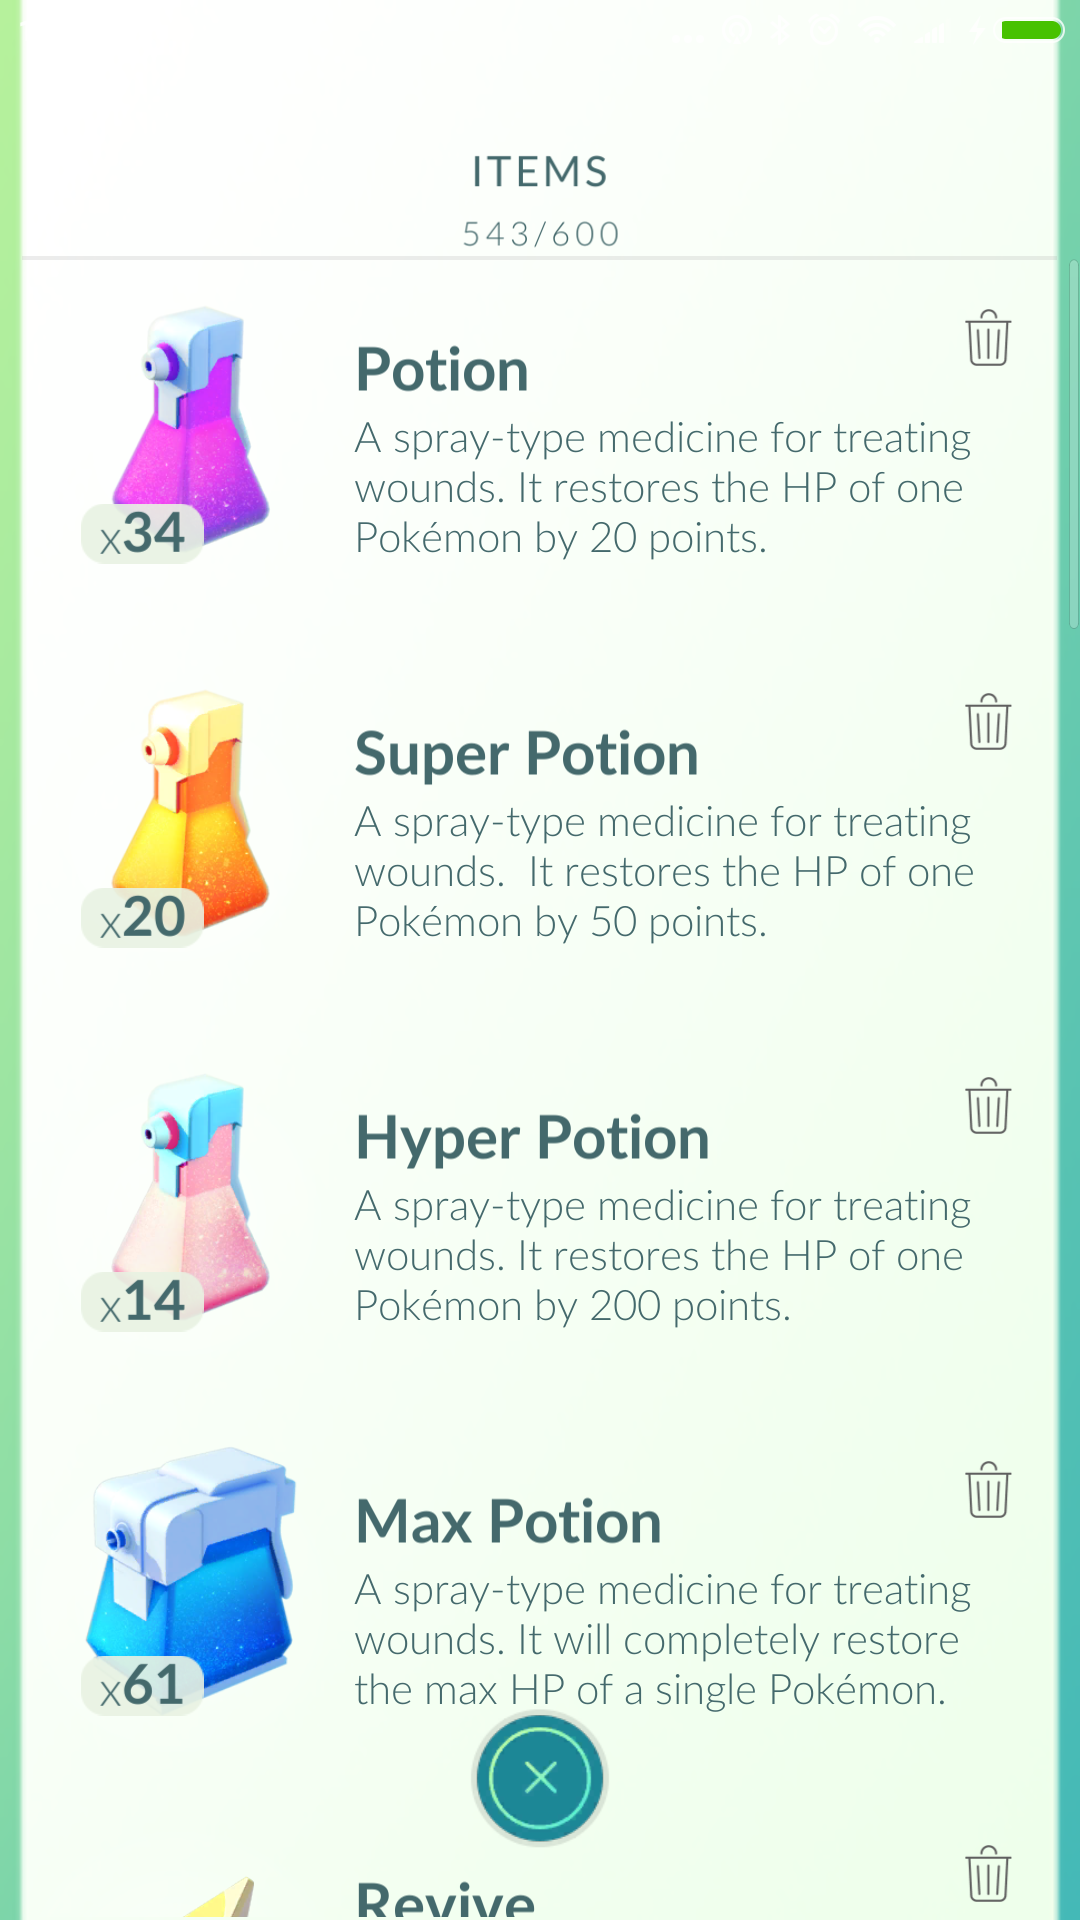 ITEMS
543/600
Potion
A spray-type medicine for treating
wounds. It restores the HP of one
Pokémon by 20 points.
x34
Super Potion
A spray-type medicine for treating
wounds.  It restores the HP of one
Pokémon by 50 points.
x20
Hyper Potion
A spray-type medicine for treating
wounds. It restores the HP of one
Pokémon by 200 points.
x14
Max Potion
A spray-type medicine for treating
wounds. It will completely restore
the max HP of a single Pokémon.
x61
Revive